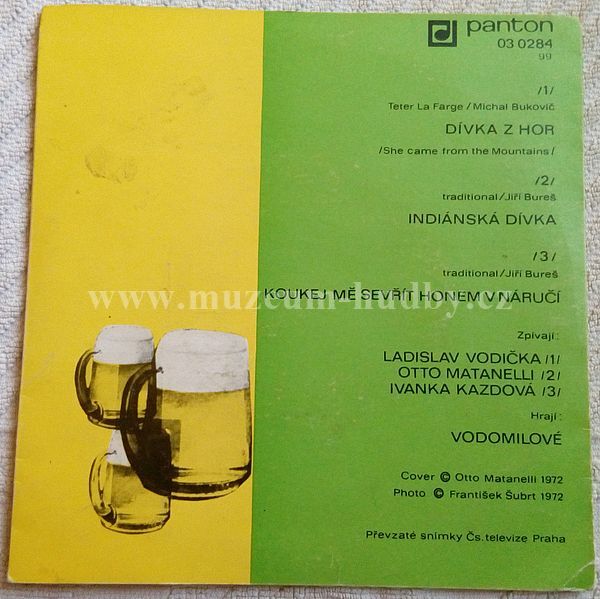 panton
03 0284
99
/1/
Teter La Farge / Michal Bukovič
DÍVKA Z HOR
/She came from the Mountains/
/2/
traditional/Jiří Bureš
INDIÁNSKÁ DÍVKA
/3/
traditional/Jiří Bureš
KOUKEJ MĚ SEVŘÍT HONEM V NÁRUČÍ
www.muzeum-hudby.cz
Zpívají:
LADISLAV VODIČKA /1/
OTTO MATANELLI /2/
IVANKA KAZDOVÁ /3/
Hrají:
VODOMILOVÉ
Cover © Otto Matanelli 1972
Photo © František Šubrt 1972
Převzaté snímky Čs. televize Praha